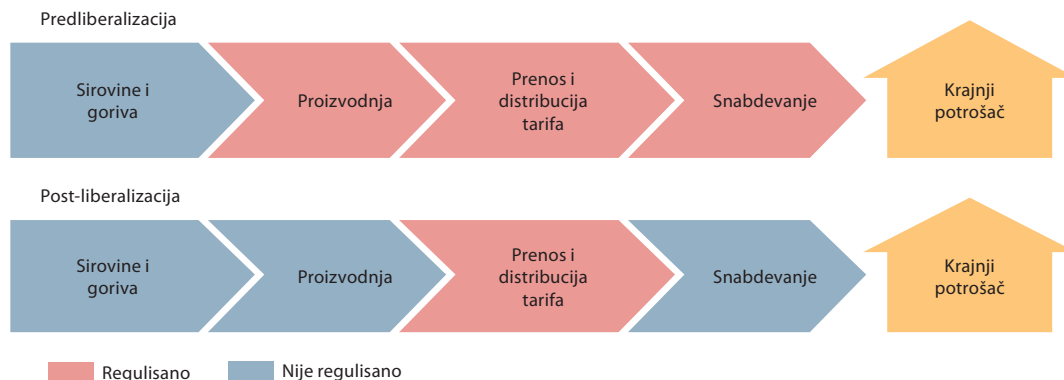 Predliberalizacija
Sirovine i
goriva
Proizvodnja
Prenos i
distribucija
tarifa
Snabdevanje
Krajnji
potrošač
Post-liberalizacija
Sirovine i
goriva
Proizvodnja
Prenos i
distribucija
tarifa
Snabdevanje
Krajnji
potrošač
Regulisano
Nije regulisano